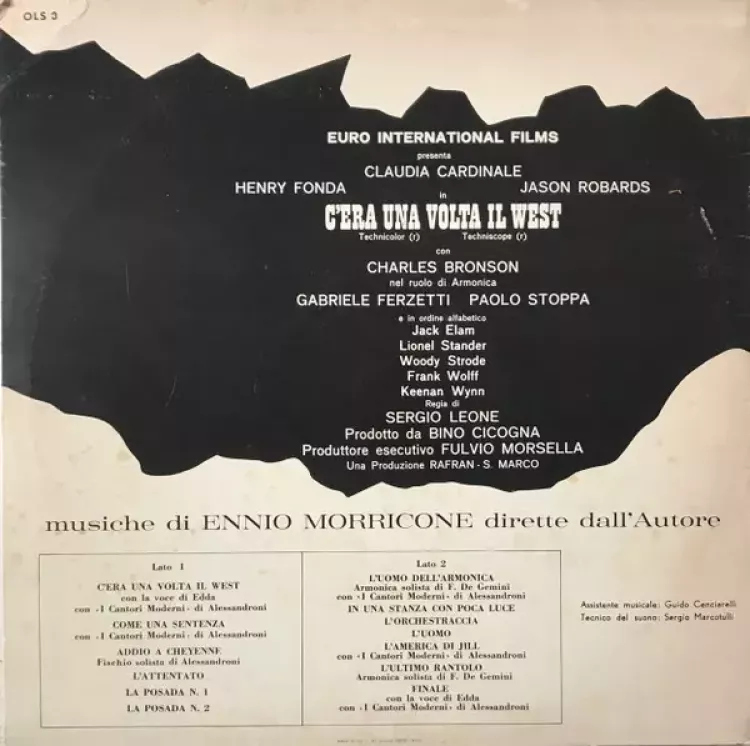 OLS 3
EURO INTERNATIONAL FILMS
presenta
CLAUDIA CARDINALE
HENRY FONDA JASON ROBARDS
in
C'ERA UNA VOLTA IL WEST
Technicolor (r) Techniscope (r)
con
CHARLES BRONSON
nel ruolo di Armonica
GABRIELE FERZETTI PAOLO STOPPA
e in ordine alfabetico
Jack Elam
Lionel Stander
Woody Strode
Frank Wolff
Keenan Wynn
Regia di
SERGIO LEONE
Prodotto da BINO CICOGNA
Produttore esecutivo FULVIO MORSELLA
Una Produzione RAFRAN - S. MARCO
musiche di ENNIO MORRICONE dirette dall'Autore
Lato 1
C'ERA UNA VOLTA IL WEST
con la voce di Edda
con «I Cantori Moderni» di Alessandroni
COME UNA SENTENZA
con «I Cantori Moderni» di Alessandroni
ADDIO A CHEYENNE
Fischio solista di Alessandroni
L'ATTENTATO
LA POSADA N. 1
LA POSADA N. 2
Lato 2
L'UOMO DELL'ARMONICA
Armonica solista di F. De Gemini
con «I Cantori Moderni» di Alessandroni
IN UNA STANZA CON POCA LUCE
L'ORCHESTRACCIA
L'UOMO
L'AMERICA DI JILL
con «I Cantori Moderni» di Alessandroni
L'ULTIMO RANTOLO
Armonica solista di F. De Gemini
FINALE
con la voce di Edda
con «I Cantori Moderni» di Alessandroni
Assistente musicale: Guido Cenciarelli
Tecnico del suono: Sergio Marcotulli